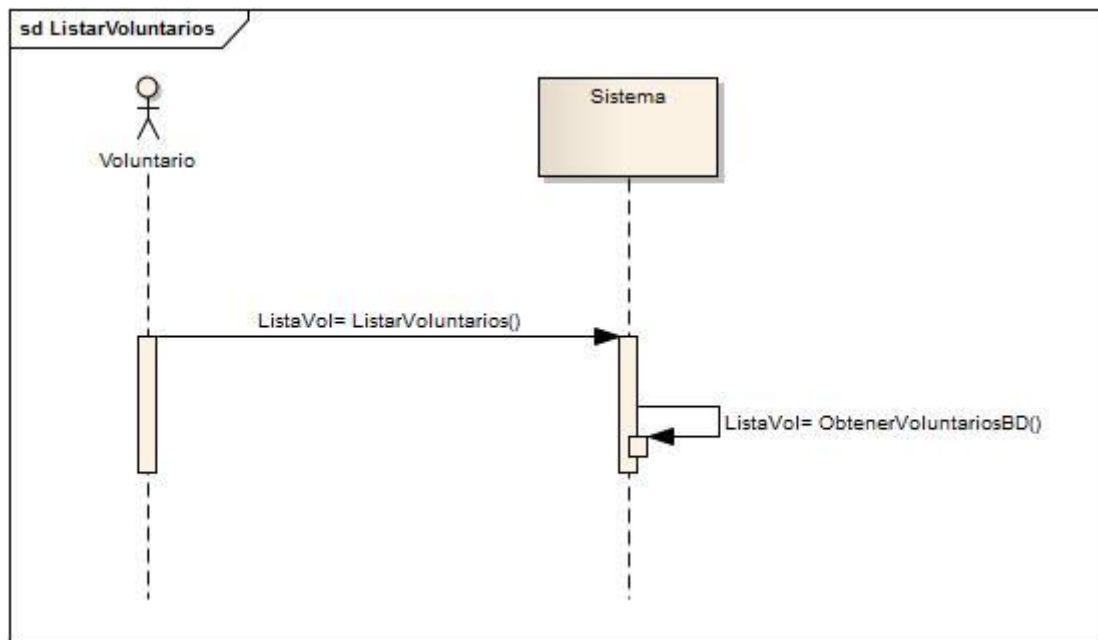 sd ListarVoluntarios
Voluntario
Sistema
ListaVol= ListarVoluntarios()
ListaVol= ObtenerVoluntariosBD()